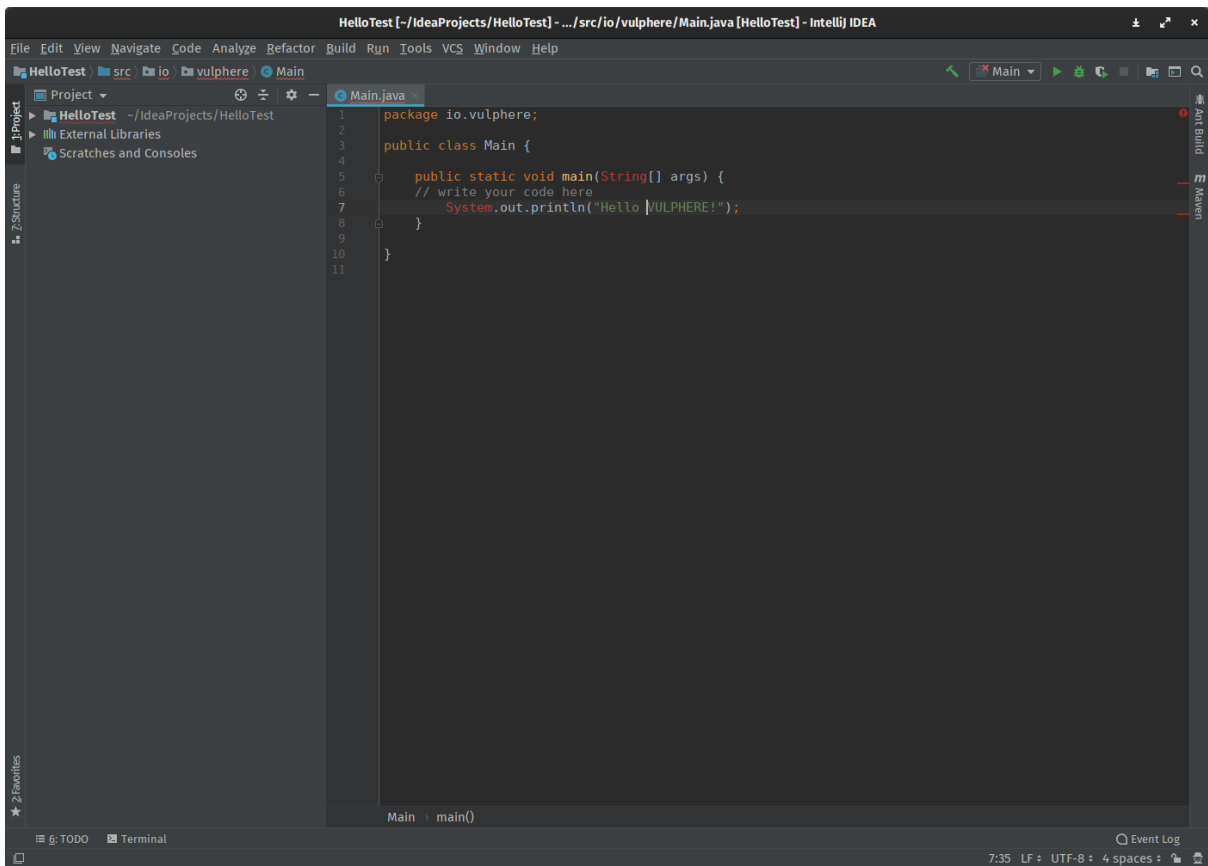 HelloTest [~/IdeaProjects/HelloTest] - .../src/io/vulphere/Main.java [HelloTest] - IntelliJ IDEA
File Edit View Navigate Code Analyze Refactor Build Run Tools VCS Window Help
HelloTest src io vulphere Main
Main
Project
1: Project
Z: Structure
2: Favorites
HelloTest ~/IdeaProjects/HelloTest
External Libraries
Scratches and Consoles
Main.java
1 package io.vulphere;
2
3 public class Main {
4
5 public static void main(String[] args) {
6 // write your code here
7 System.out.println("Hello VULPHERE!");
8 }
9
10 }
11
Ant Build
m Maven
Main › main()
6: TODO Terminal
Event Log
7:35 LF UTF-8 4 spaces